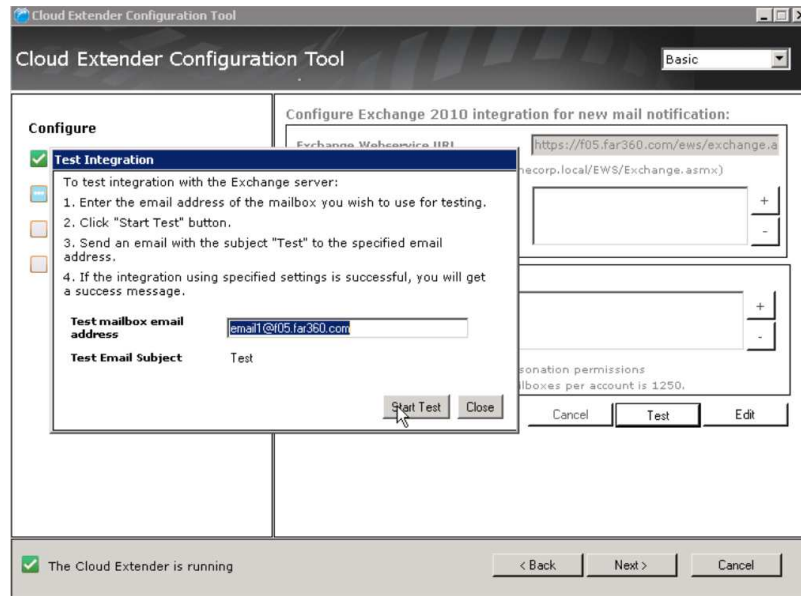 Cloud Extender Configuration Tool
Cloud Extender Configuration Tool
Basic
Configure
Configure Exchange 2010 integration for new mail notification:
Exchange Webservice URL
https://f05.far360.com/ews/exchange.a
necorp.local/EWS/Exchange.asmx)
+
-
Test Integration
To test integration with the Exchange server:
1. Enter the email address of the mailbox you wish to use for testing.
2. Click "Start Test" button.
3. Send an email with the subject "Test" to the specified email
address.
4. If the integration using specified settings is successful, you will get
a success message.
Test mailbox email
address
email1@f05.far360.com
Test Email Subject Test
Start Test Close
+
-
sonation permissions
ilboxes per account is 1250.
Cancel Test Edit
The Cloud Extender is running
< Back Next > Cancel